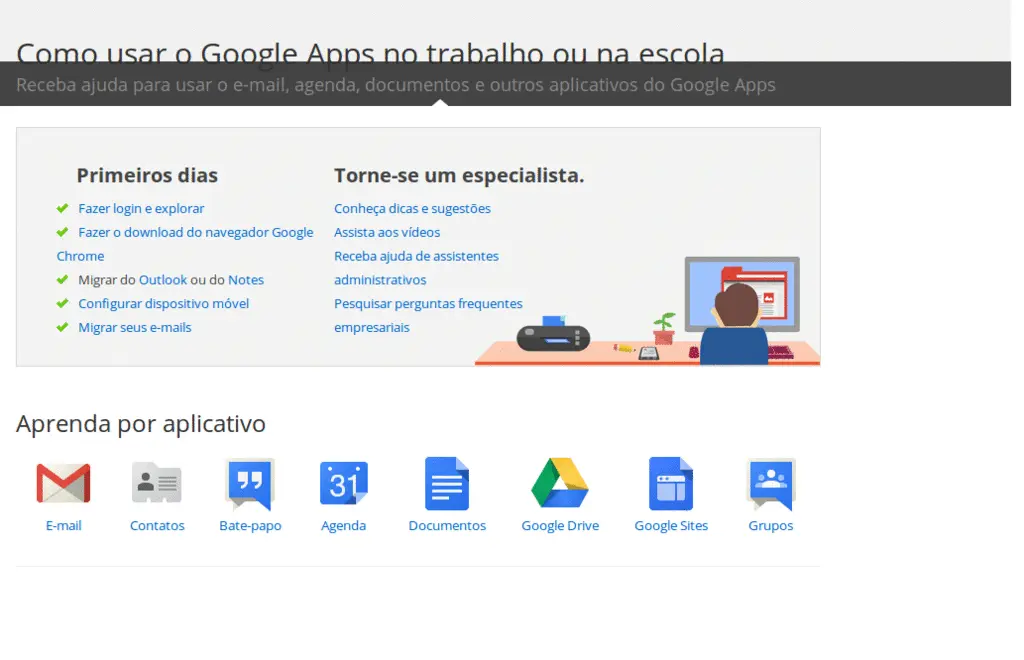 Como usar o Google Apps no trabalho ou na escola
Receba ajuda para usar o e-mail, agenda, documentos e outros aplicativos do Google Apps
Primeiros dias
Fazer login e explorar
Fazer o download do navegador Google
Chrome
Migrar do Outlook ou do Notes
Configurar dispositivo móvel
Migrar seus e-mails
Torne-se um especialista.
Conheça dicas e sugestões
Assista aos vídeos
Receba ajuda de assistentes
administrativos
Pesquisar perguntas frequentes
empresariais
Aprenda por aplicativo
31
E-mail
Contatos
Bate-papo
Agenda
Documentos
Google Drive
Google Sites
Grupos